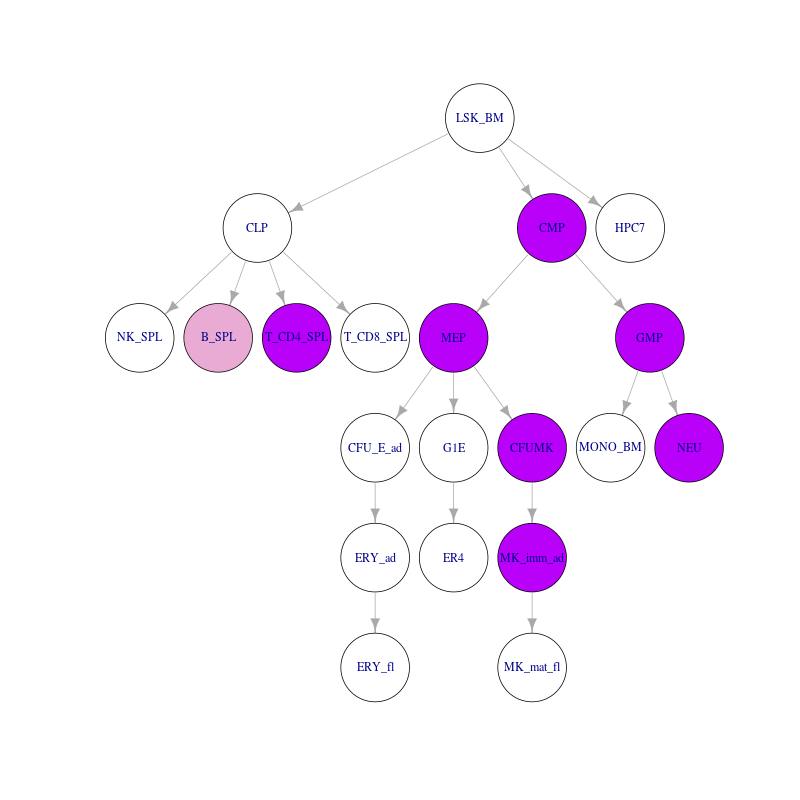 LSK_BM
CLP
CMP
HPC7
NK_SPL
B_SPL
T_CD4_SPL
T_CD8_SPL
MEP
GMP
CFU_E_ad
G1E
CFUMK
MONO_BM
NEU
ERY_ad
ER4
MK_imm_ad
ERY_fl
MK_mat_fl